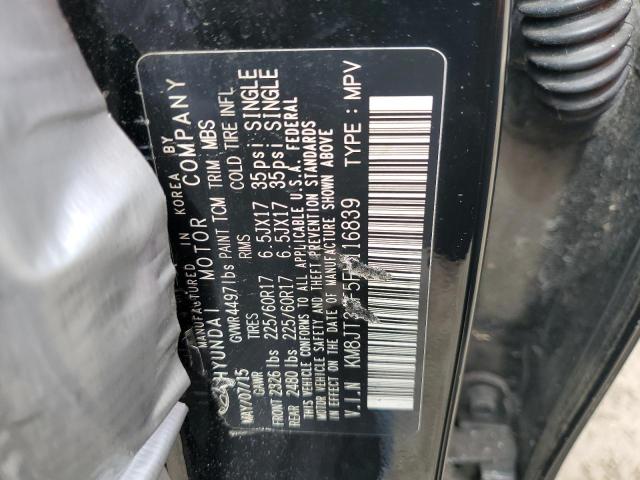 HYUNDAI MOTOR COMPANY
MANUFACTURED IN KOREA BY
MAY/07/15 GVWR 4497 lbs PAINT TCM TRIM MBS
GAWR TIRES RIMS COLD TIRE INFL.
FRONT 2326 lbs 225/60R17 6.5JX17 35psi SINGLE
REAR 2480 lbs 225/60R17 6.5JX17 35psi SINGLE
THIS VEHICLE CONFORMS TO ALL APPLICABLE U.S.A. FEDERAL
MOTOR VEHICLE SAFETY AND THEFT PREVENTION STANDARDS
IN EFFECT ON THE DATE OF MANUFACTURE SHOWN ABOVE
V.I.N KM8JT 16839 TYPE : MPV